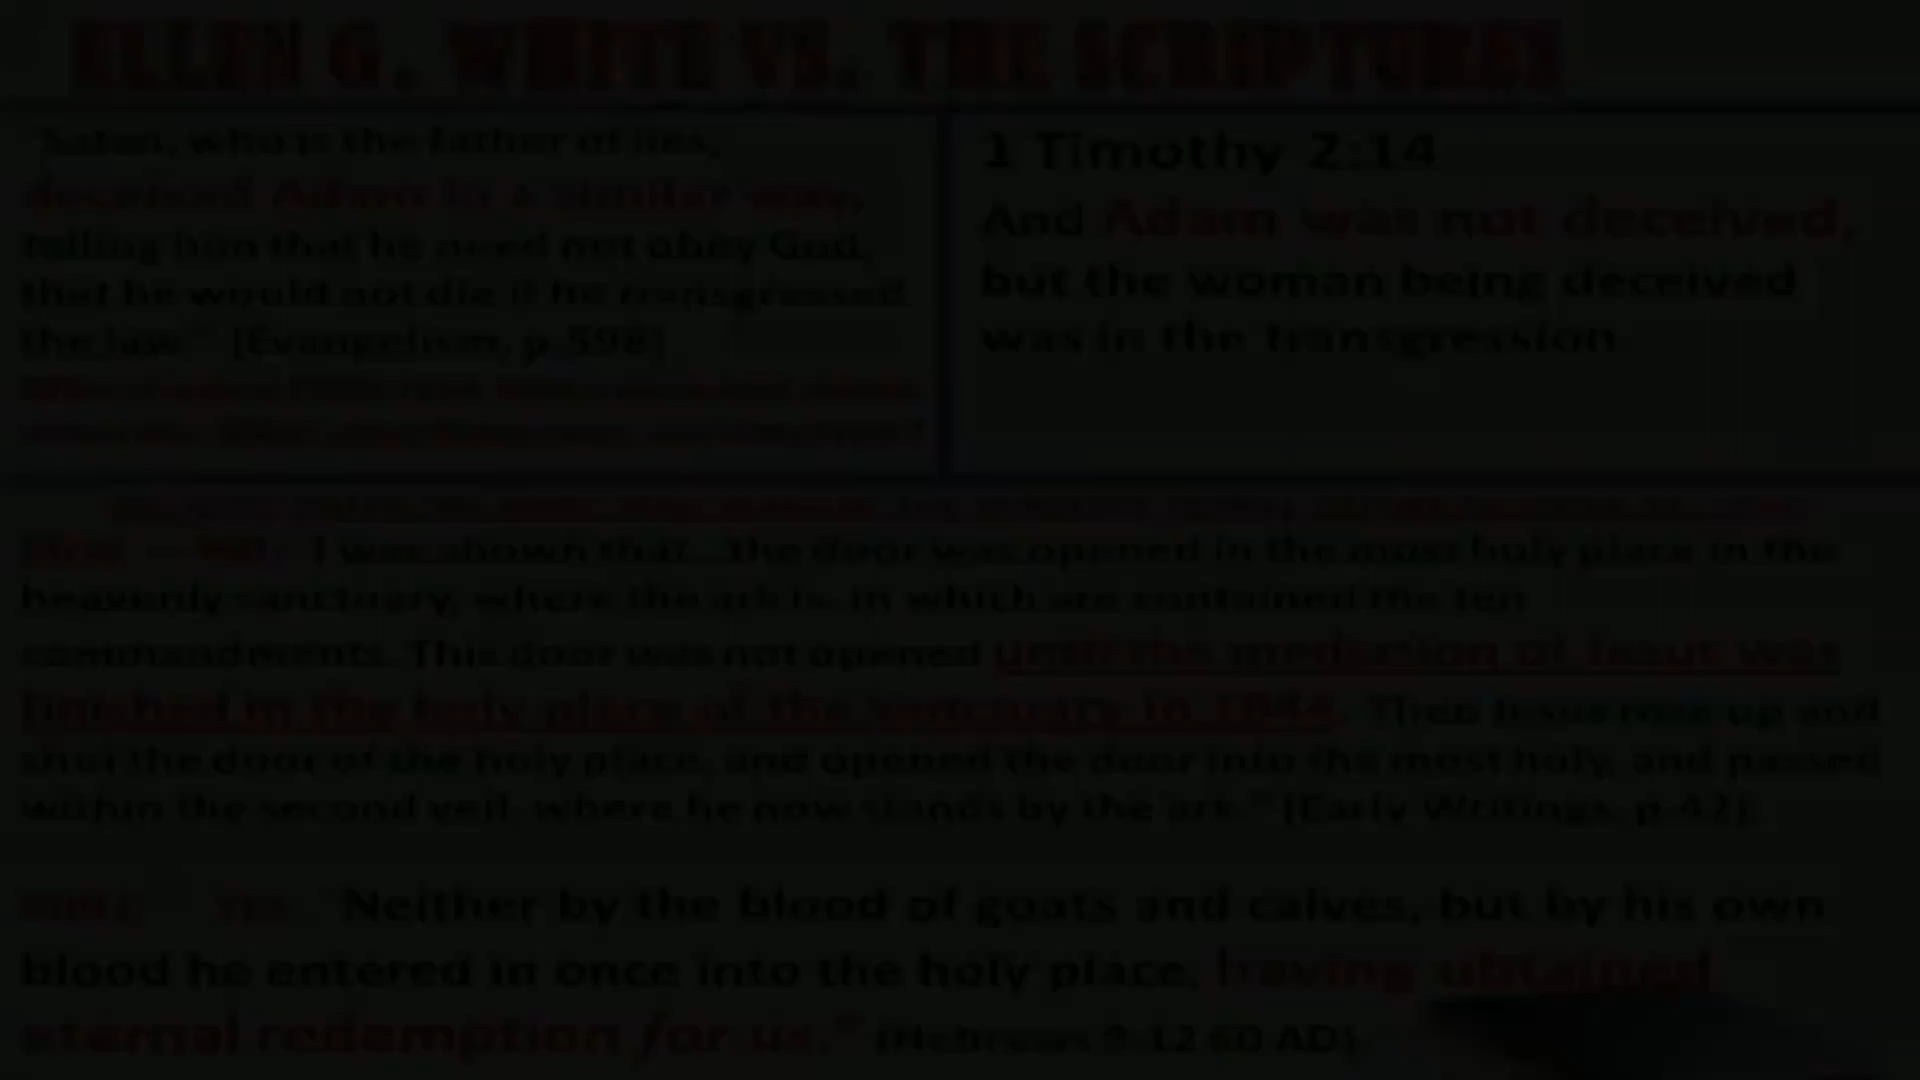 ELLEN G. WHITE VS. THE SCRIPTURES
"Satan, who is the father of lies,
deceived Adam in a similar way,
telling him that he need not obey God,
that he would not die if he transgressed
the law." (Evangelism, p.598)
1 Timothy 2:14
And Adam was not deceived,
but the woman being deceived
was in the transgression
I was shown that...the door was opened in the most holy place in the
heavenly sanctuary, where the ark is, in which are contained the ten
commandments. This door was not opened until the mediation of Jesus was
finished in the holy place of the sanctuary in 1844. Then Jesus rose up and
shut the door of the holy place, and opened the door into the most holy, and passed
within the second veil, where he now stands by the ark." (Early Writings, p.42)
"Neither by the blood of goats and calves, but by his own
blood he entered in once into the holy place, having obtained
eternal redemption for us." (Hebrews 9:12 60 AD)